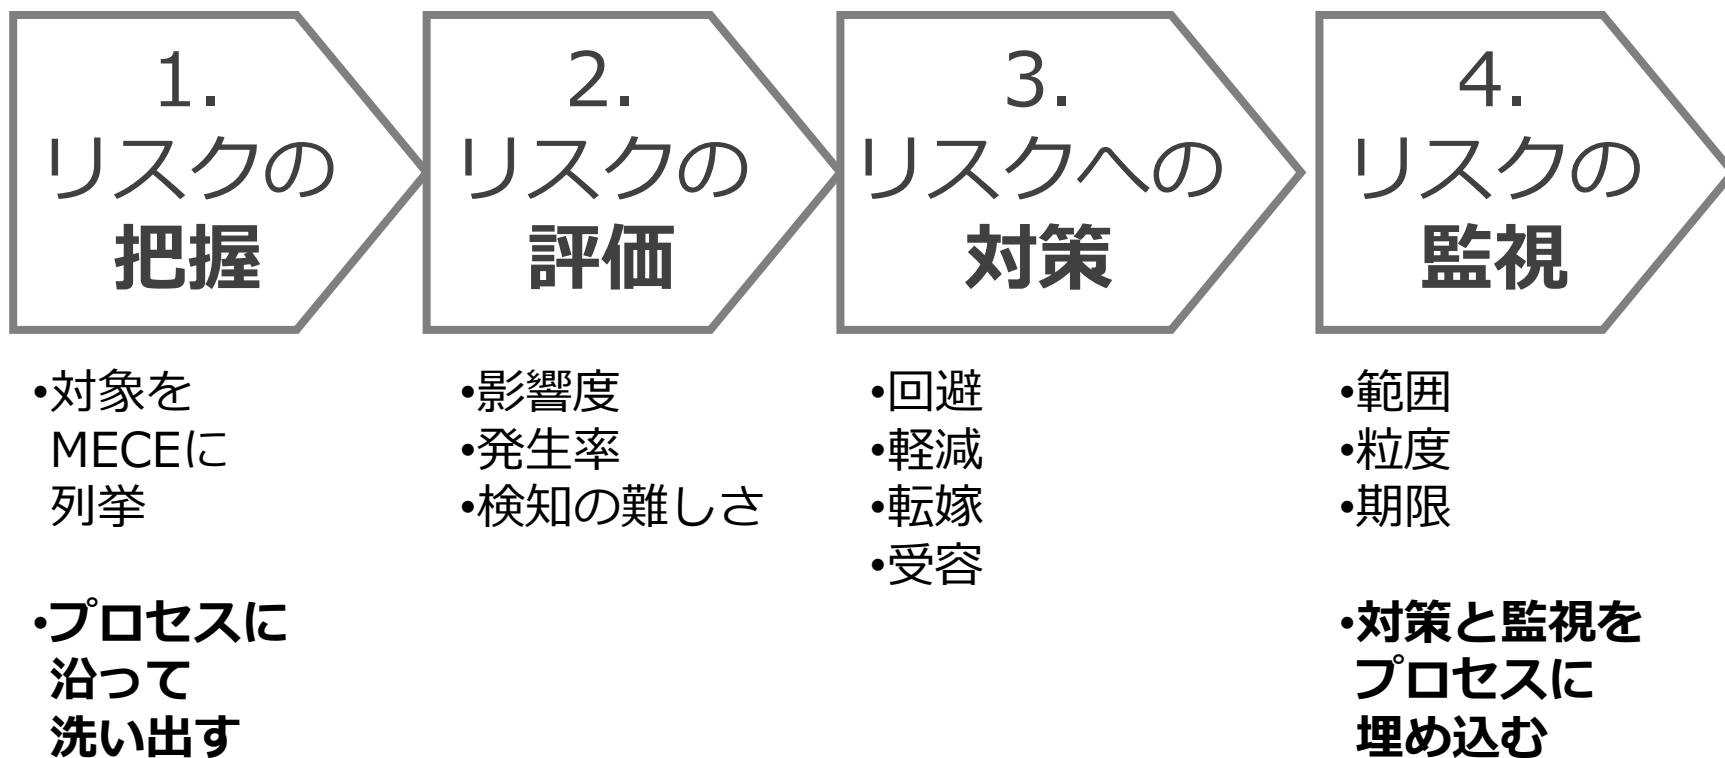 1.
リスクの
把握
2.
リスクの
評価
3.
リスクへの
対策
4.
リスクの
監視
•対象を
MECEに
列挙
•プロセスに
沿って
洗い出す
•影響度
•発生率
•検知の難しさ
•回避
•軽減
•転嫁
•受容
•範囲
•粒度
•期限
•対策と監視を
プロセスに
埋め込む